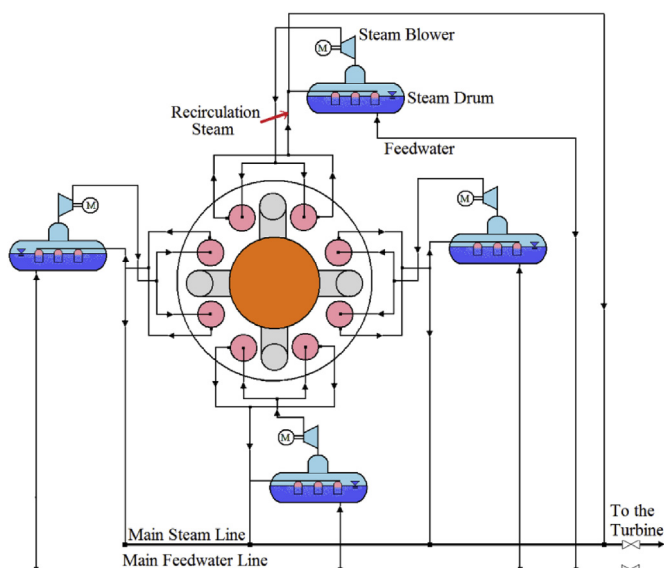 Steam Blower
M
Steam Drum
Recirculation
Steam
Feedwater
M
M
M
To the
Turbine
Main Steam Line
Main Feedwater Line